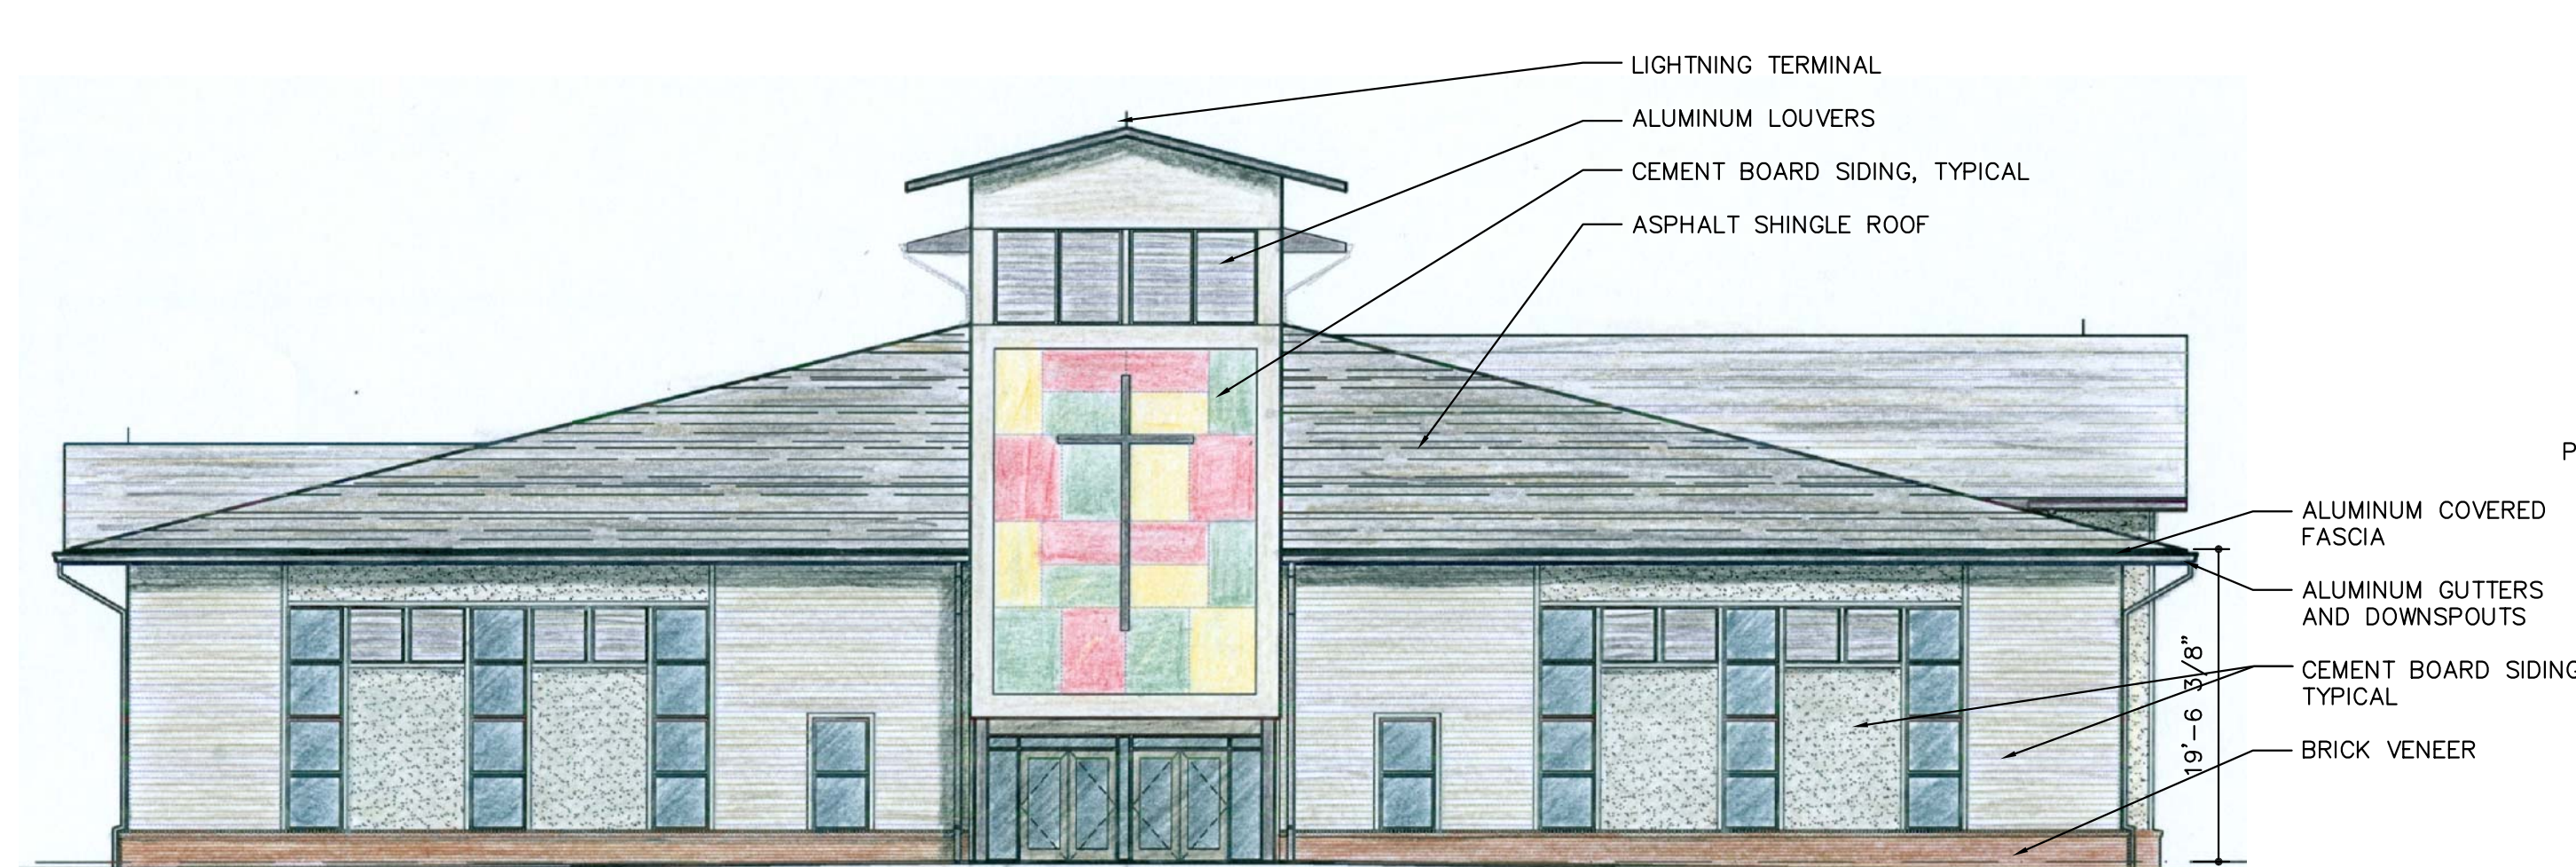 LIGHTNING TERMINAL
ALUMINUM LOUVERS
CEMENT BOARD SIDING, TYPICAL
ASPHALT SHINGLE ROOF
P
ALUMINUM COVERED
FASCIA
ALUMINUM GUTTERS
AND DOWNSPOUTS
CEMENT BOARD SIDING
TYPICAL
BRICK VENEER
19'-6 3/8"